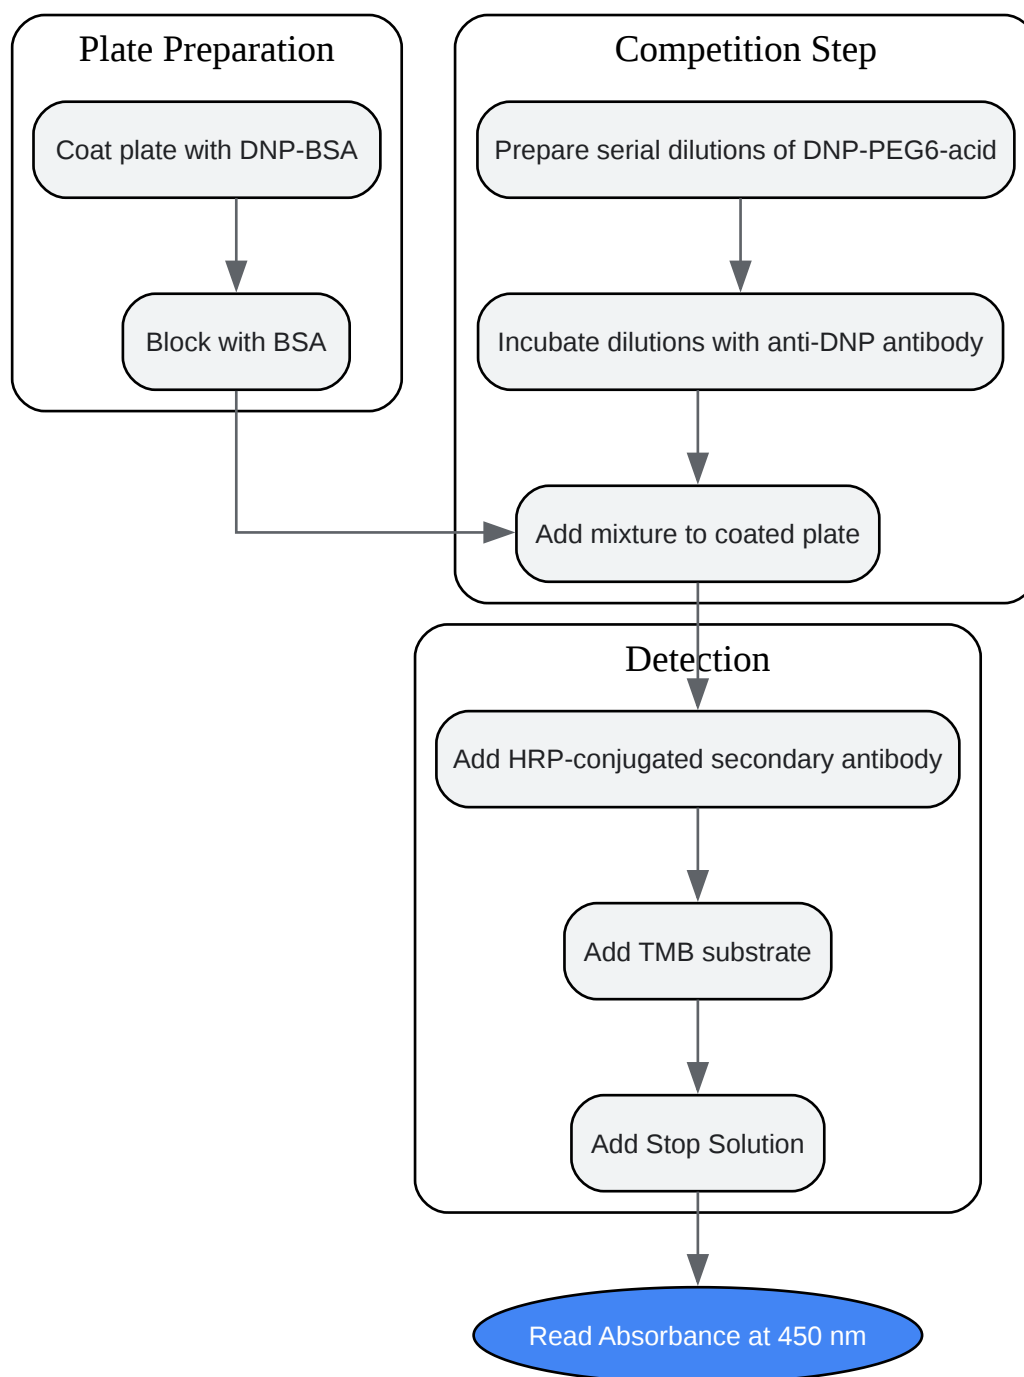 Plate Preparation
Coat plate with DNP-BSA
Block with BSA
Competition Step
Prepare serial dilutions of DNP-PEG6-acid
Incubate dilutions with anti-DNP antibody
Add mixture to coated plate
Detection
Add HRP-conjugated secondary antibody
Add TMB substrate
Add Stop Solution
Read Absorbance at 450 nm